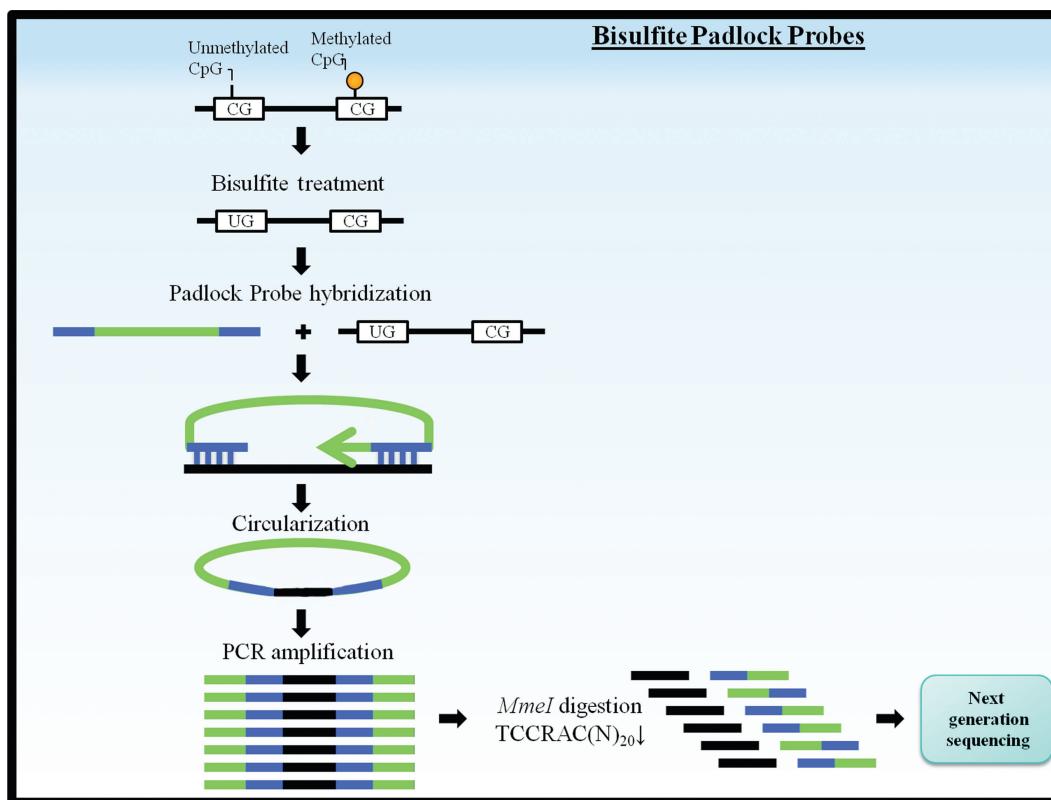 Bisulfite Padlock Probes
Unmethylated
CpG
Methylated
CpG
CG
CG
Bisulfite treatment
UG
CG
Padlock Probe hybridization
+
UG
CG
Circularization
PCR amplification
MmeI digestion
TCCRAC(N)₂₀↓
Next
generation
sequencing